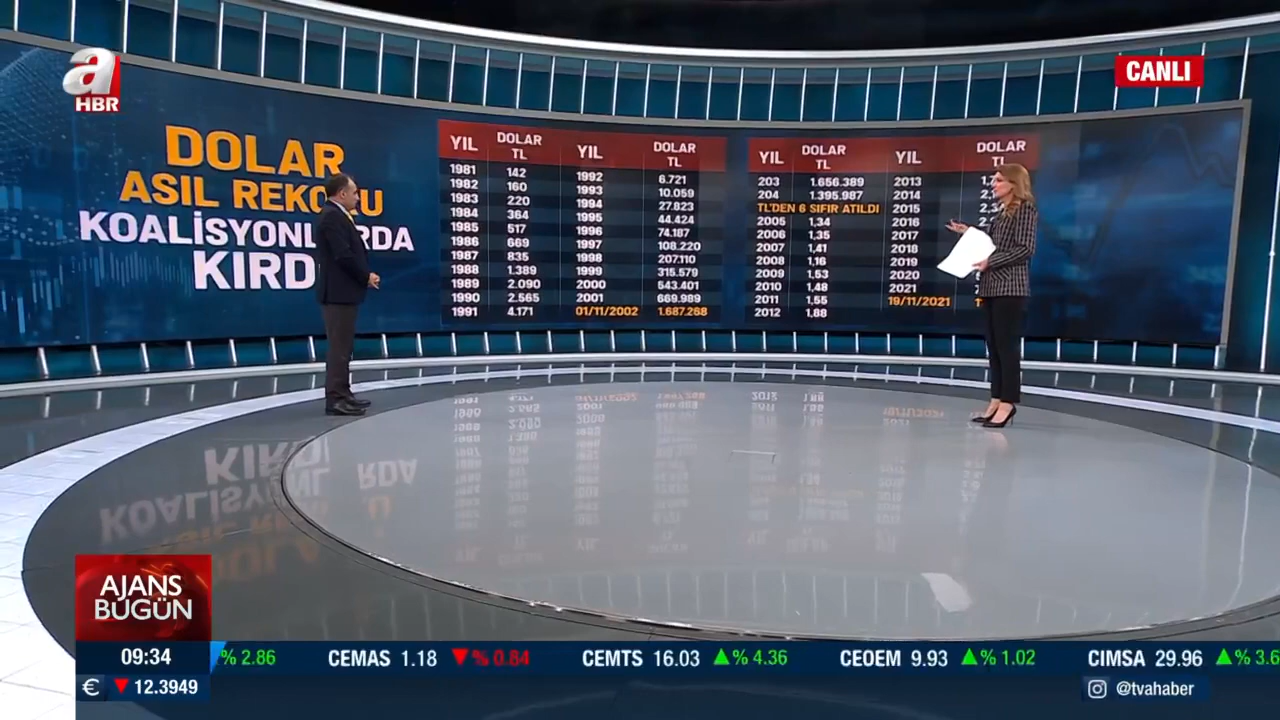 a
HBR
CANLI
DOLAR
ASIL REKO U
KOALİSYONL RDA
KIRD
YIL DOLAR TL YIL DOLAR TL
1981 142 1992 6.721
1982 160 1993 10.059
1983 220 1994 27.823
1984 364 1995 44.424
1985 517 1996 74.187
1986 669 1997 108.220
1987 835 1998 207.110
1988 1.389 1999 315.579
1989 2.090 2000 543.401
1990 2.565 2001 669.989
1991 4.171 01/11/2002 1.687.268
YIL DOLAR TL YIL DOLAR TL
203 1.656.389 2013
204 1.395.987 2014
TL'DEN 6 SIFIR ATILDI 2015
2005 1,34 2016
2006 1,35 2017
2007 1,41 2018
2008 1,16 2019
2009 1,53 2020
2010 1,48 2021
2011 1,55 19/11/2021
2012 1,88
AJANS
BUGÜN
09:34 % 2.86 CEMAS 1.18 % 0.84 CEMTS 16.03 % 4.36 CEOEM 9.93 % 1.02 CIMSA 29.96 % 3.6
€ 12.3949
@tvahaber